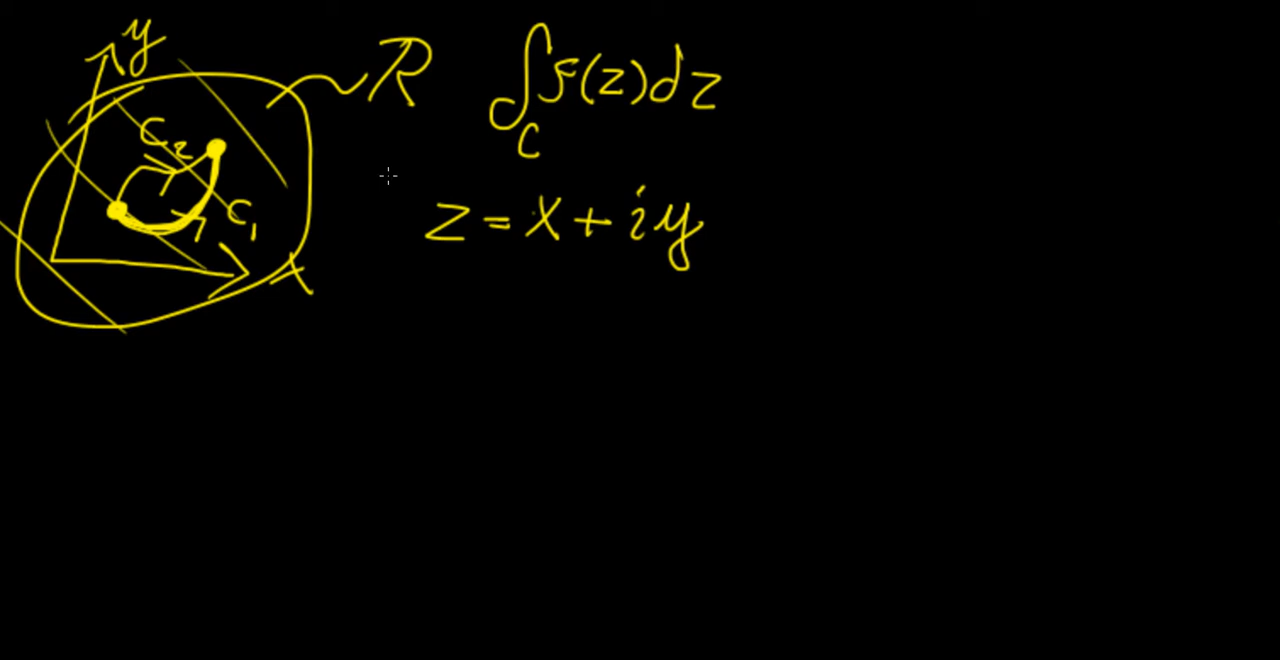 y
R
∫_C f(z)dz
C₂
C₁
z = x + iy
x